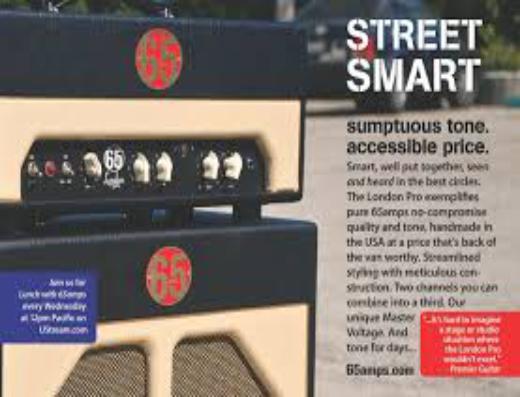 65
65
65
STREET
SMART
sumptuous tone.
accessible price.
Smart, well put together, seen
and heard in the best circles.
The London Pro exemplifies
pure 65amps no-compromise
quality and tone, handmade in
the USA at a price that's back of
the van worthy. Streamlined
styling with meticulous con-
struction. Two channels you can
combine into a third. Our
unique Master
Voltage. And
tone for days...
65amps.com
Join us for
Lunch with 65amps
every Wednesday
at 12pm Pacific on
UStream.com
"...it's hard to imagine
a stage or studio
situation where
the London Pro
wouldn't excel."
Premier Guitar